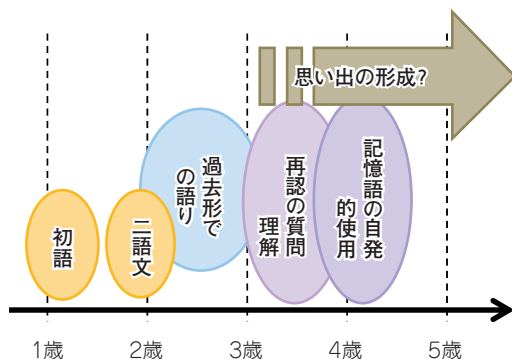 思い出の形成?
初語
二語文
過去形で
の語り
再認の質問
理解
記憶語の自発
的使用
1歳
2歳
3歳
4歳
5歳